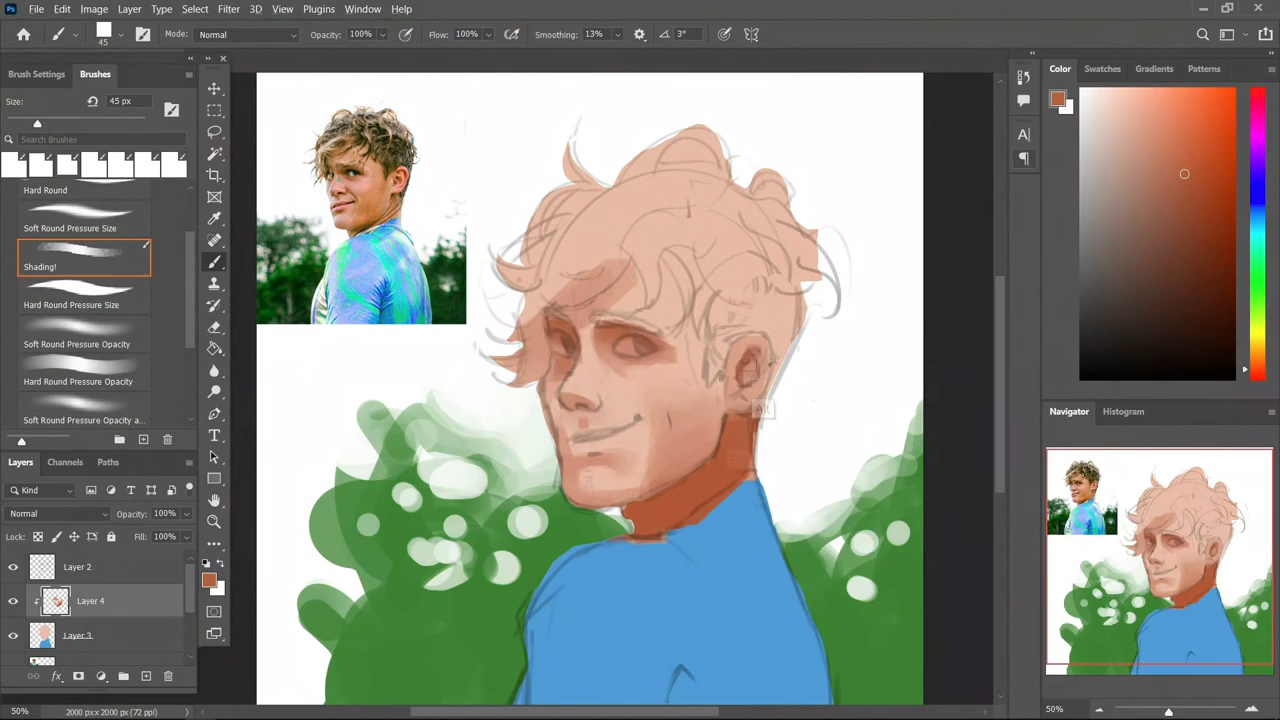 Ps File Edit Image Layer Type Select Filter 3D View Plugins Window Help
45 Mode: Normal Opacity: 100% Flow: 100% Smoothing: 13% 3°
Brush Settings Brushes
Size: 45 px
Search Brushes
Hard Round
Soft Round Pressure Size
Shading!
Hard Round Pressure Size
Soft Round Pressure Opacity
Hard Round Pressure Opacity
Soft Round Pressure Opacity a...
Layers Channels Paths
Kind
Normal Opacity: 100%
Lock: Fill: 100%
Layer 2
Layer 4
Layer 3
50% 2000 px x 2000 px (72 ppi)
Alt
Color Swatches Gradients Patterns
Navigator Histogram
50%